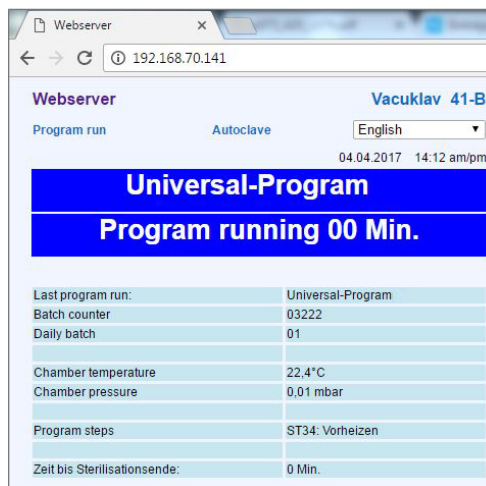 Webserver
192.168.70.141
Webserver Vacuklav 41-B
Program run Autoclave English
04.04.2017 14:12 am/pm
Universal-Program
Program running 00 Min.
Last program run: Universal-Program
Batch counter 03222
Daily batch 01
Chamber temperature 22,4°C
Chamber pressure 0,01 mbar
Program steps ST34: Vorheizen
Zeit bis Sterilisationsende: 0 Min.